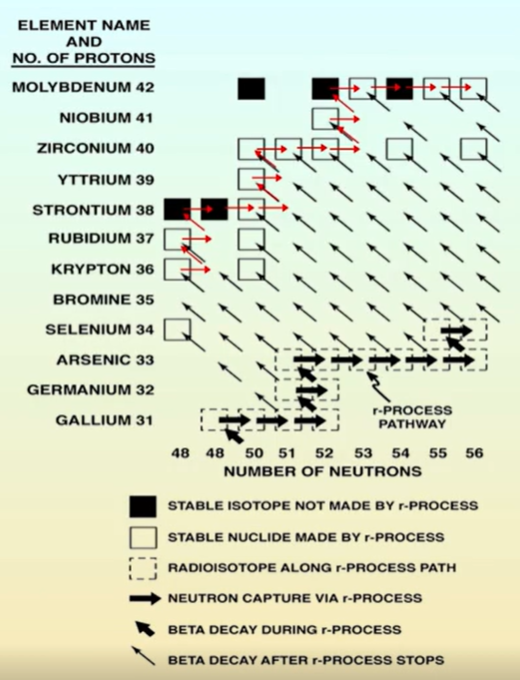 ELEMENT NAME
AND
NO. OF PROTONS
MOLYBDENUM 42
NIOBIUM 41
ZIRCONIUM 40
YTTRIUM 39
STRONTIUM 38
RUBIDIUM 37
KRYPTON 36
BROMINE 35
SELENIUM 34
ARSENIC 33
GERMANIUM 32
GALLIUM 31
r-PROCESS
PATHWAY
48 48 50 51 52 53 54 55 56
NUMBER OF NEUTRONS
STABLE ISOTOPE NOT MADE BY r-PROCESS
STABLE NUCLIDE MADE BY r-PROCESS
RADIOISOTOPE ALONG r-PROCESS PATH
NEUTRON CAPTURE VIA r-PROCESS
BETA DECAY DURING r-PROCESS
BETA DECAY AFTER r-PROCESS STOPS